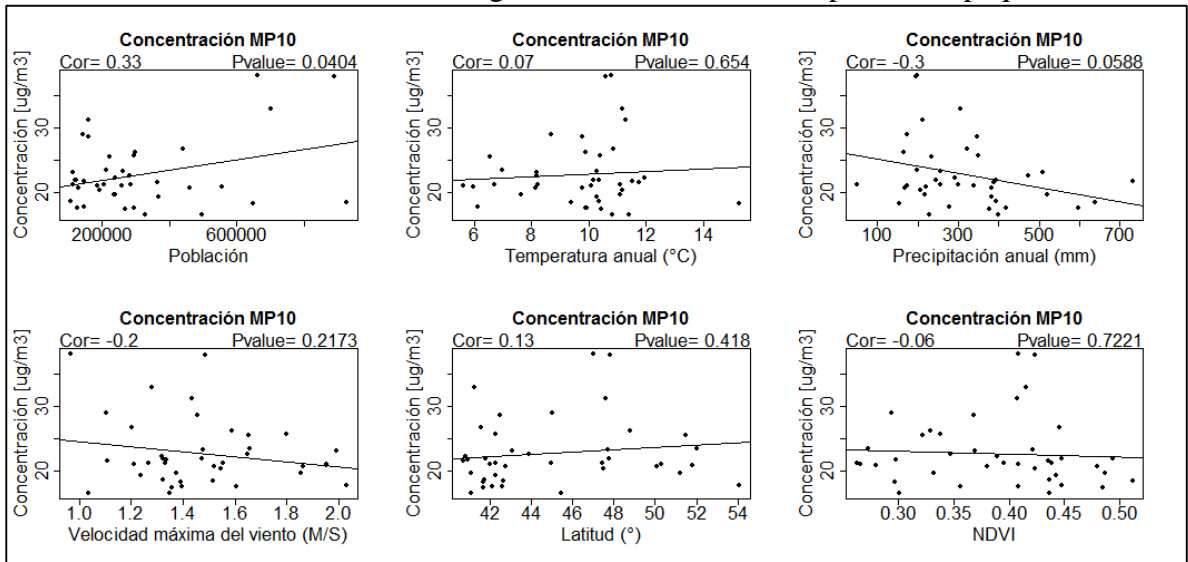 Concentración MP10
Cor= 0.33 Pvalue= 0.0404
Concentración [ug/m3]
20 30
200000 600000
Población
Concentración MP10
Cor= 0.07 Pvalue= 0.654
Concentración [ug/m3]
20 30
6 8 10 12 14
Temperatura anual (°C)
Concentración MP10
Cor= -0.3 Pvalue= 0.0588
Concentración [ug/m3]
20 30
100 300 500 700
Precipitación anual (mm)
Concentración MP10
Cor= -0.2 Pvalue= 0.2173
Concentración [ug/m3]
20 30
1.0 1.2 1.4 1.6 1.8 2.0
Velocidad máxima del viento (M/S)
Concentración MP10
Cor= 0.13 Pvalue= 0.418
Concentración [ug/m3]
20 30
42 44 46 48 50 52 54
Latitud (°)
Concentración MP10
Cor= -0.06 Pvalue= 0.7221
Concentración [ug/m3]
20 30
0.30 0.35 0.40 0.45 0.50
NDVI